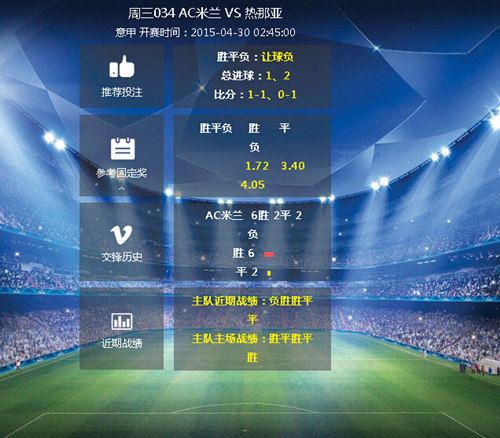 周三034 AC米兰 VS 热那亚
意甲 开赛时间：2015-04-30 02:45:00
推荐投注
胜平负：让球负
总进球：1、2
比分：1-1、0-1
参考固定奖
胜平负 胜 平
负
1.72 3.40
4.05
交锋历史
AC米兰 6胜 2平 2
负
胜 6
平 2
近期战绩
主队近期战绩：负胜胜平
平
主队主场战绩：胜平胜平
胜